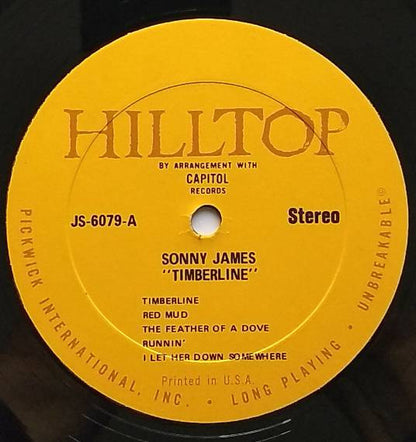 HILLTOP
BY ARRANGEMENT WITH
CAPITOL
RECORDS
JS-6079-A
Stereo
SONNY JAMES
"TIMBERLINE"
TIMBERLINE
RED MUD
THE FEATHER OF A DOVE
RUNNIN'
I LET HER DOWN SOMEWHERE
Printed in U.S.A.
PICKWICK INTERNATIONAL, INC. • LONG PLAYING • UNBREAKABLE®